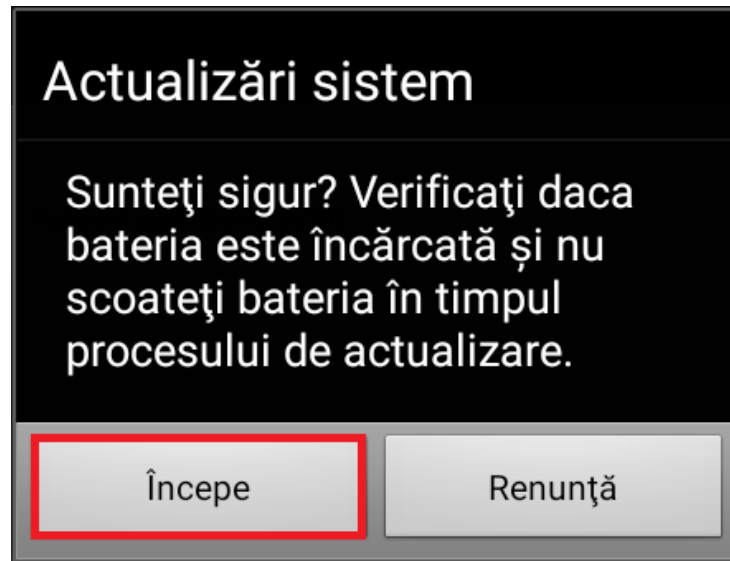 Actualizări sistem
Sunteţi sigur? Verificaţi daca
bateria este încărcată și nu
scoateţi bateria în timpul
procesului de actualizare.
Începe
Renunţă